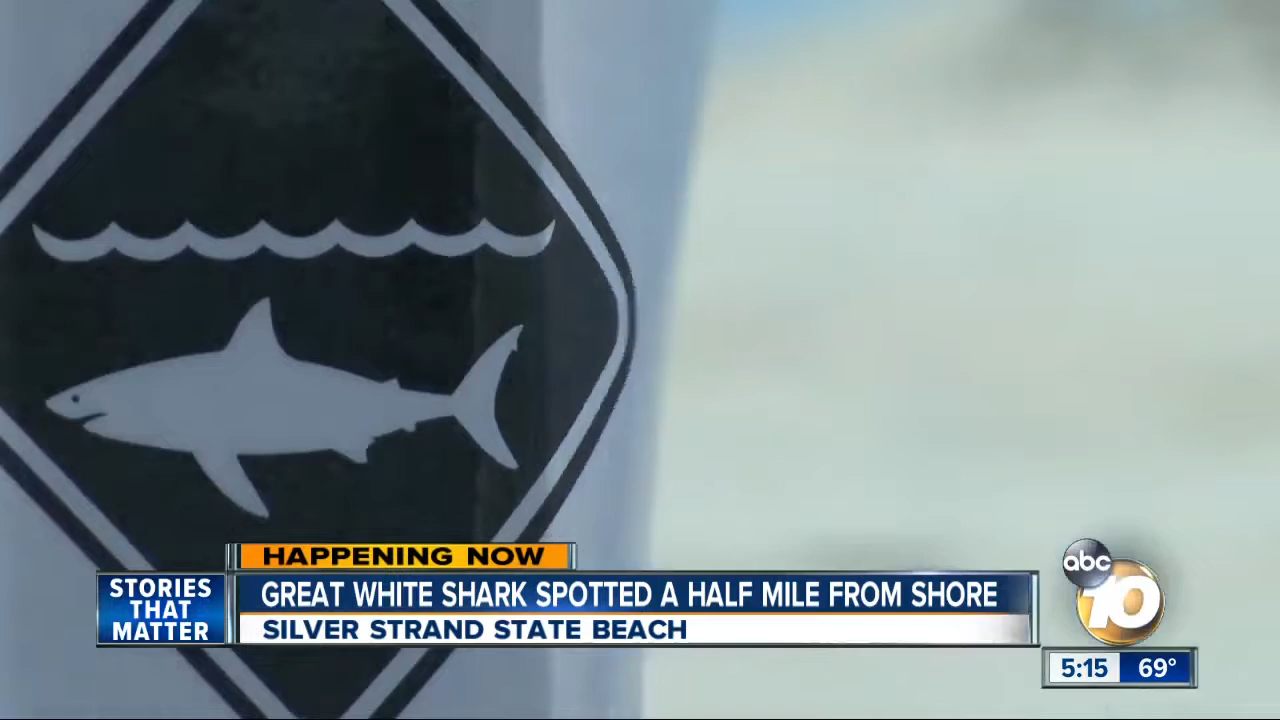 HAPPENING NOW
STORIES
THAT
MATTER
GREAT WHITE SHARK SPOTTED A HALF MILE FROM SHORE
SILVER STRAND STATE BEACH
abc
10
5:15 69°